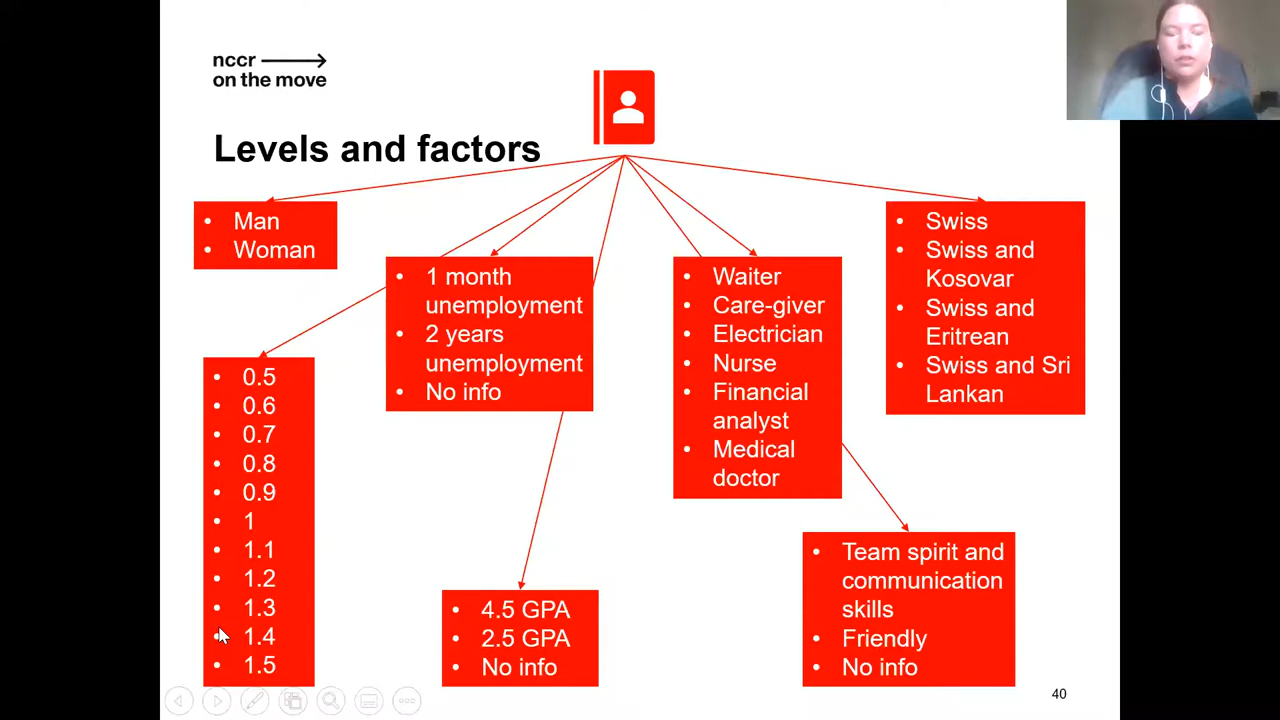 nccr
on the move
Levels and factors
• Man
• Woman
• 1 month
unemployment
• 2 years
unemployment
• No info
• Waiter
• Care-giver
• Electrician
• Nurse
• Financial
analyst
• Medical
doctor
• Swiss
• Swiss and
Kosovar
• Swiss and
Eritrean
• Swiss and Sri
Lankan
• 0.5
• 0.6
• 0.7
• 0.8
• 0.9
• 1
• 1.1
• 1.2
• 1.3
• 1.4
• 1.5
• 4.5 GPA
• 2.5 GPA
• No info
• Team spirit and
communication
skills
• Friendly
• No info
40